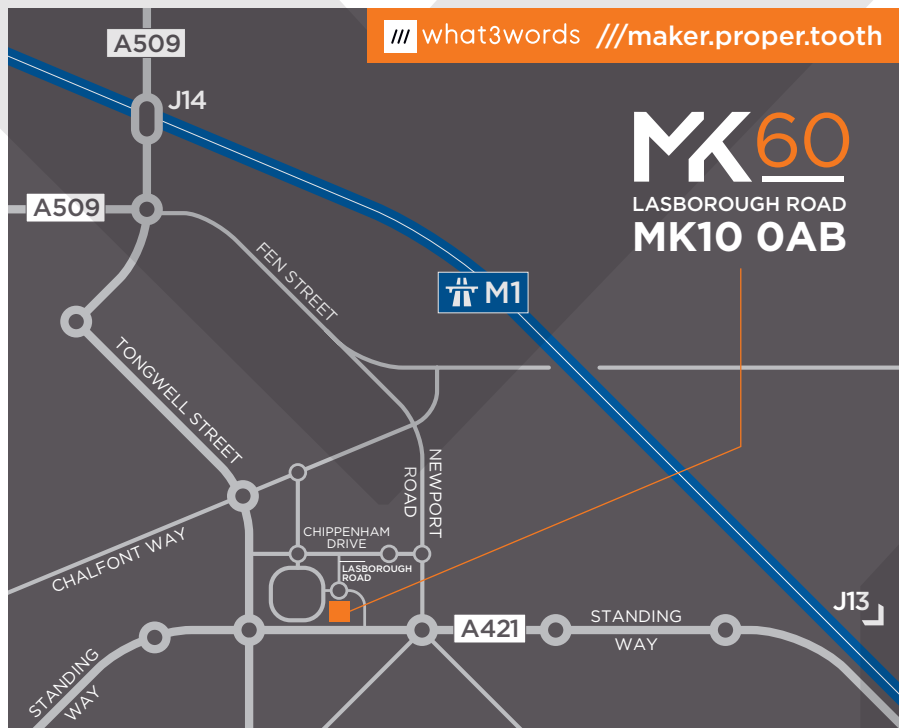 /// what3words ///maker.proper.tooth
A509
J14
MK60
LASBOROUGH ROAD
MK10 0AB
A509
FEN STREET
M1
TONGWELL STREET
NEWPORT
ROAD
CHIPPENHAM
DRIVE
LASBOROUGH
ROAD
CHALFONT WAY
J13
A421
STANDING
WAY
STANDING
WAY